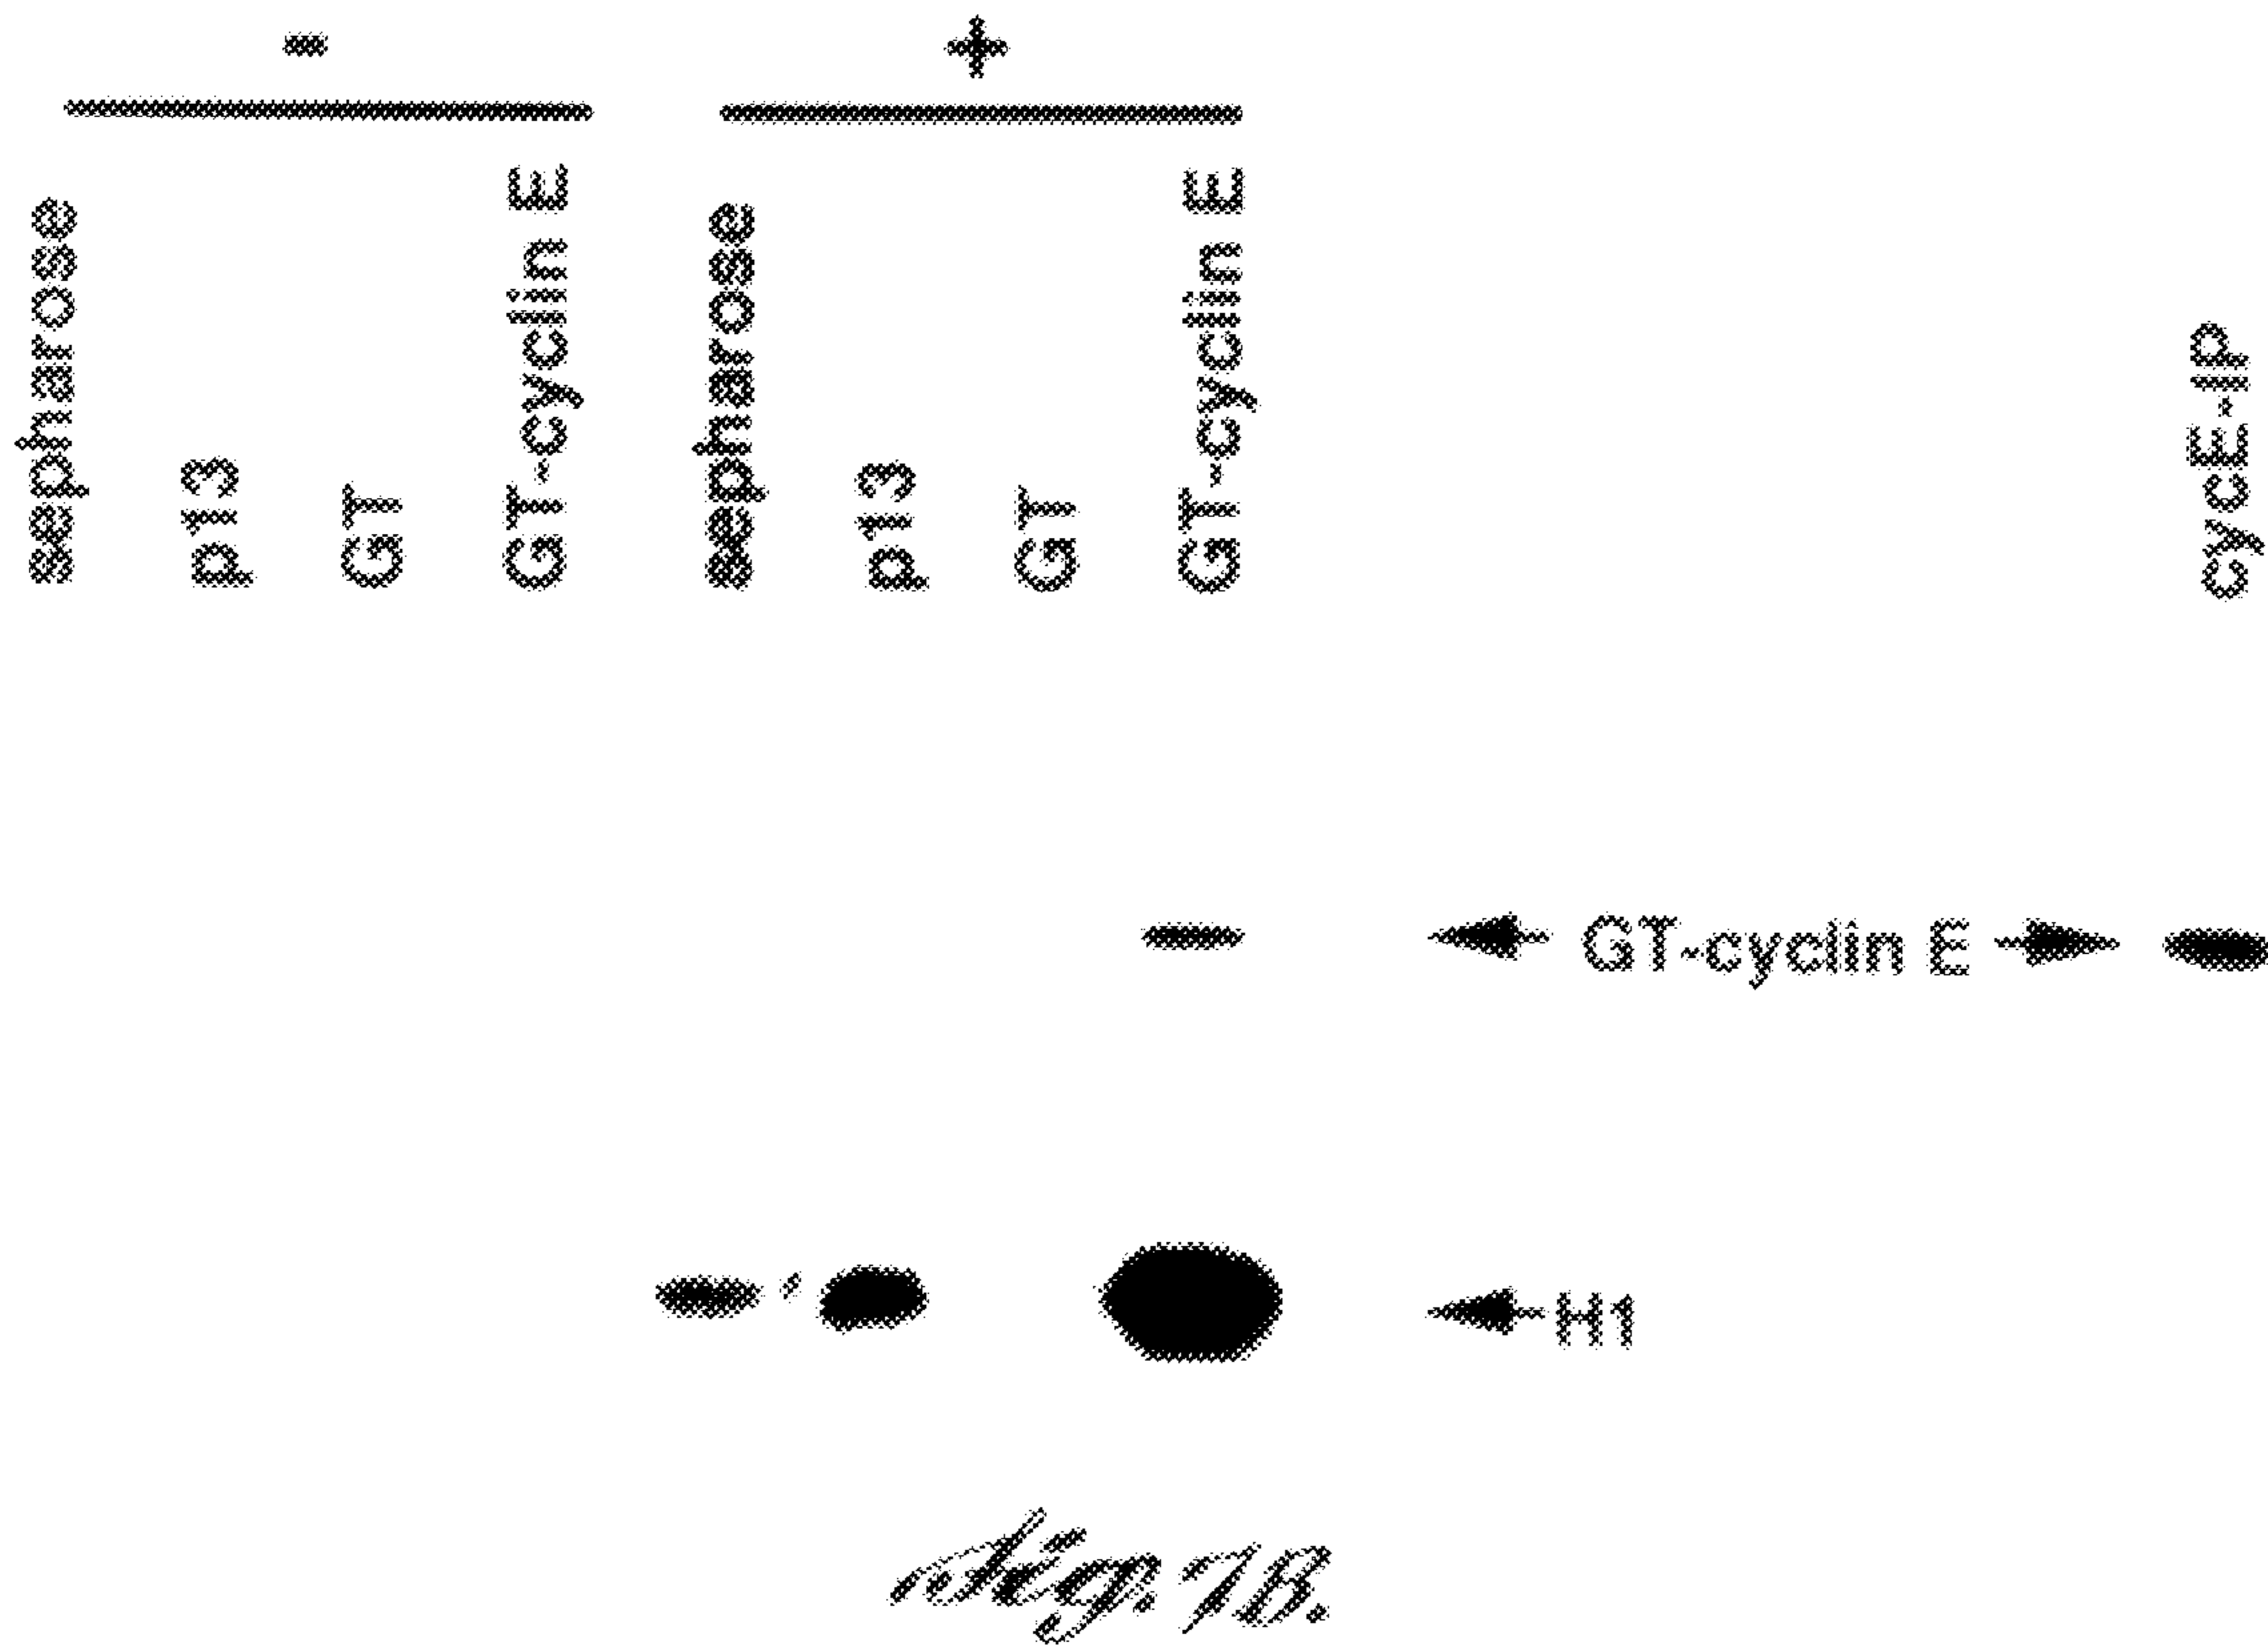 - +
sepharose p13 GT GT-cyclin E sepharose p13 GT GT-cyclin E cycE-IP
GT-cyclin E
H1
Fig. 7B.